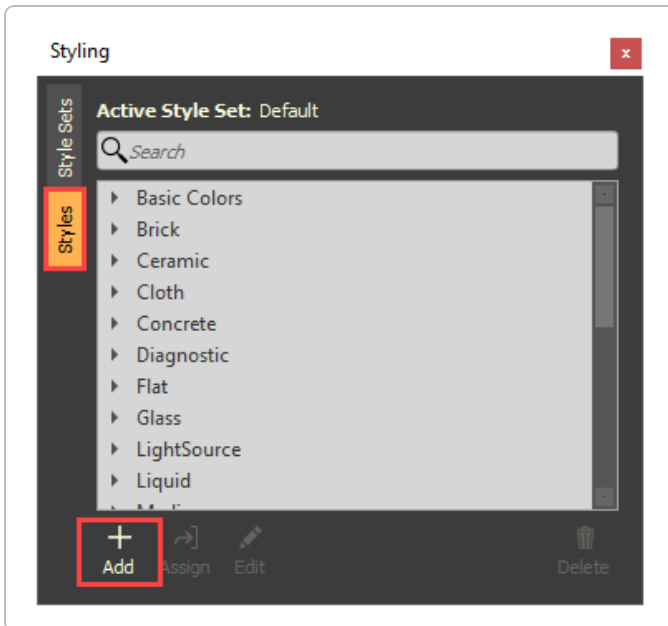 Styling
x
Style Sets
Styles
Active Style Set: Default
Search
Basic Colors
Brick
Ceramic
Cloth
Concrete
Diagnostic
Flat
Glass
LightSource
Liquid
Add Assign Edit Delete